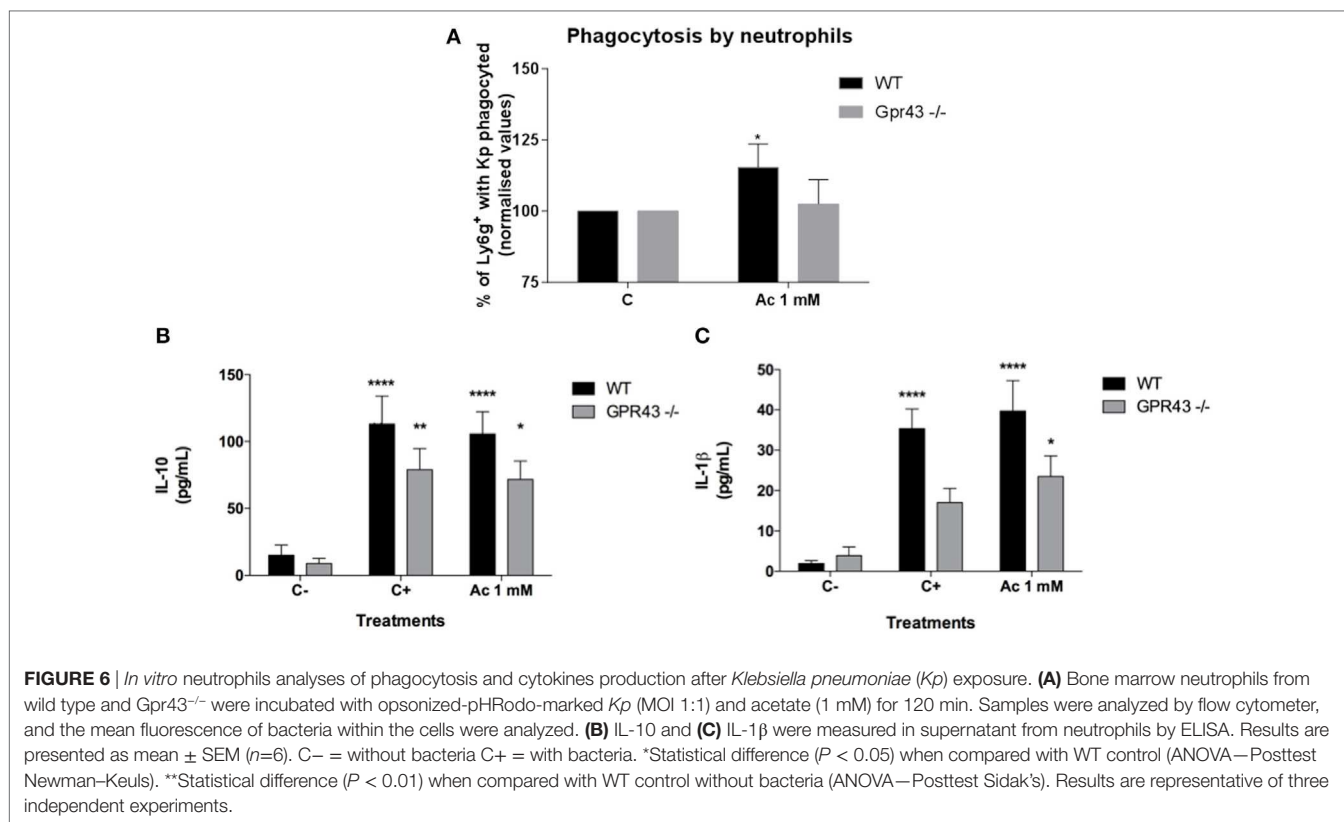 A
Phagocytosis by neutrophils
% of Ly6g+ with Kp phagocyted
(normalised values)
150
125
100
75
*
WT
Gpr43 -/-
C
Ac 1 mM
B
IL-10
(pg/mL)
150
100
50
0
****
**
****
*
WT
GPR43 -/-
C-
C+
Ac 1 mM
Treatments
C
IL-1β
(pg/mL)
50
40
30
20
10
0
****
****
*
WT
GPR43 -/-
C-
C+
Ac 1 mM
Treatments
FIGURE 6 | In vitro neutrophils analyses of phagocytosis and cytokines production after Klebsiella pneumoniae (Kp) exposure. (A) Bone marrow neutrophils from
wild type and Gpr43−/− were incubated with opsonized-pHRodo-marked Kp (MOI 1:1) and acetate (1 mM) for 120 min. Samples were analyzed by flow cytometer,
and the mean fluorescence of bacteria within the cells were analyzed. (B) IL-10 and (C) IL-1β were measured in supernatant from neutrophils by ELISA. Results are
presented as mean ± SEM (n=6). C− = without bacteria C+ = with bacteria. *Statistical difference (P < 0.05) when compared with WT control (ANOVA—Posttest
Newman–Keuls). **Statistical difference (P < 0.01) when compared with WT control without bacteria (ANOVA—Posttest Sidak's). Results are representative of three
independent experiments.